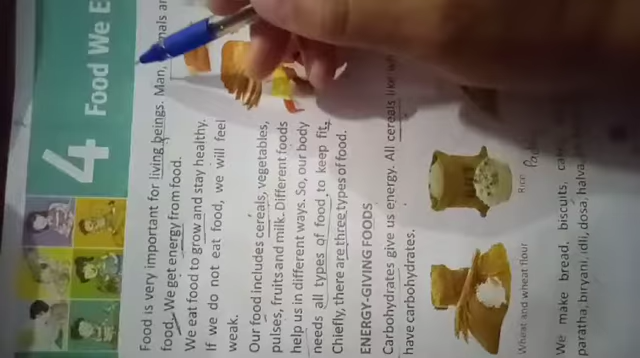 4 Food We E
Food is very important for living beings. Man,
food. We get energy from food.
We eat food to grow and stay healthy.
If we do not eat food, we will feel
weak.
Our food includes cereals, vegetables,
pulses, fruits and milk. Different foods
help us in different ways. So, our body
needs all types of food to keep fit.
Chiefly, there are three types of food.
ENERGY-GIVING FOODS
Carbohydrates give us energy. All cereals like
have carbohydrates.
Wheat and wheat flour
Rice
We make bread, biscuits,
paratha, biryani, idli, dosa, halva,